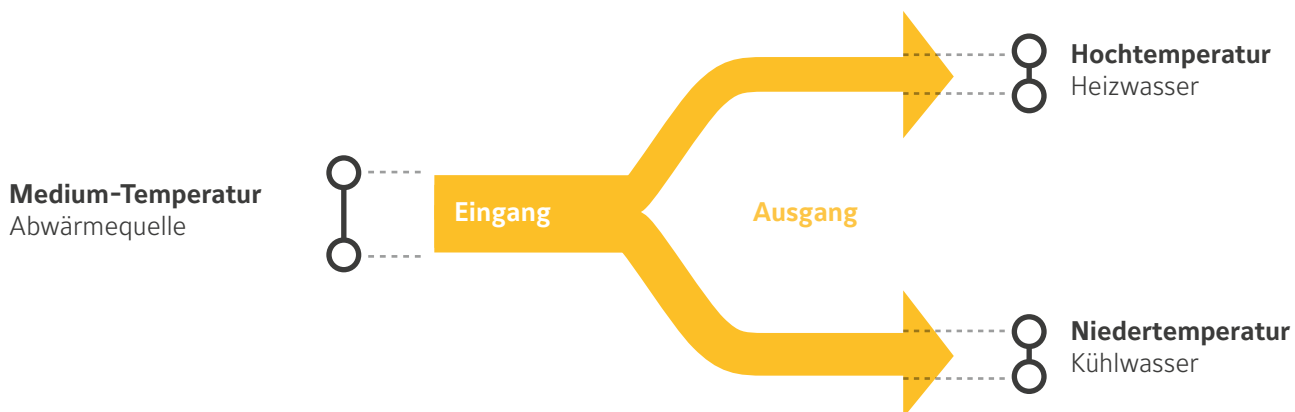 Hochtemperatur
Heizwasser
Medium-Temperatur
Abwärmequelle
Eingang
Ausgang
Niedertemperatur
Kühlwasser